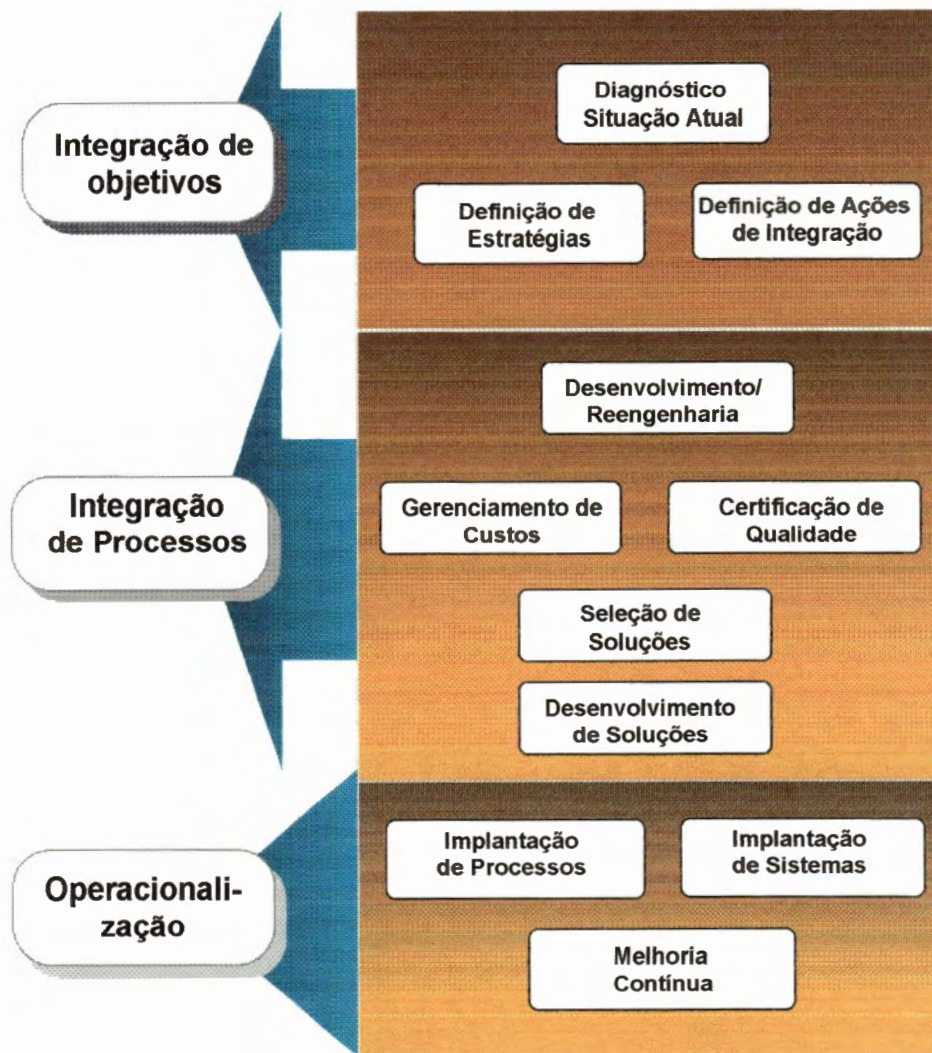 Integração de
objetivos
Diagnóstico
Situação Atual
Definição de
Estratégias
Definição de Ações
de Integração
Integração
de Processos
Desenvolvimento/
Reengenharia
Gerenciamento de
Custos
Certificação de
Qualidade
Seleção de
Soluções
Desenvolvimento
de Soluções
Operacionali-
zação
Implantação
de Processos
Implantação
de Sistemas
Melhoria
Contínua